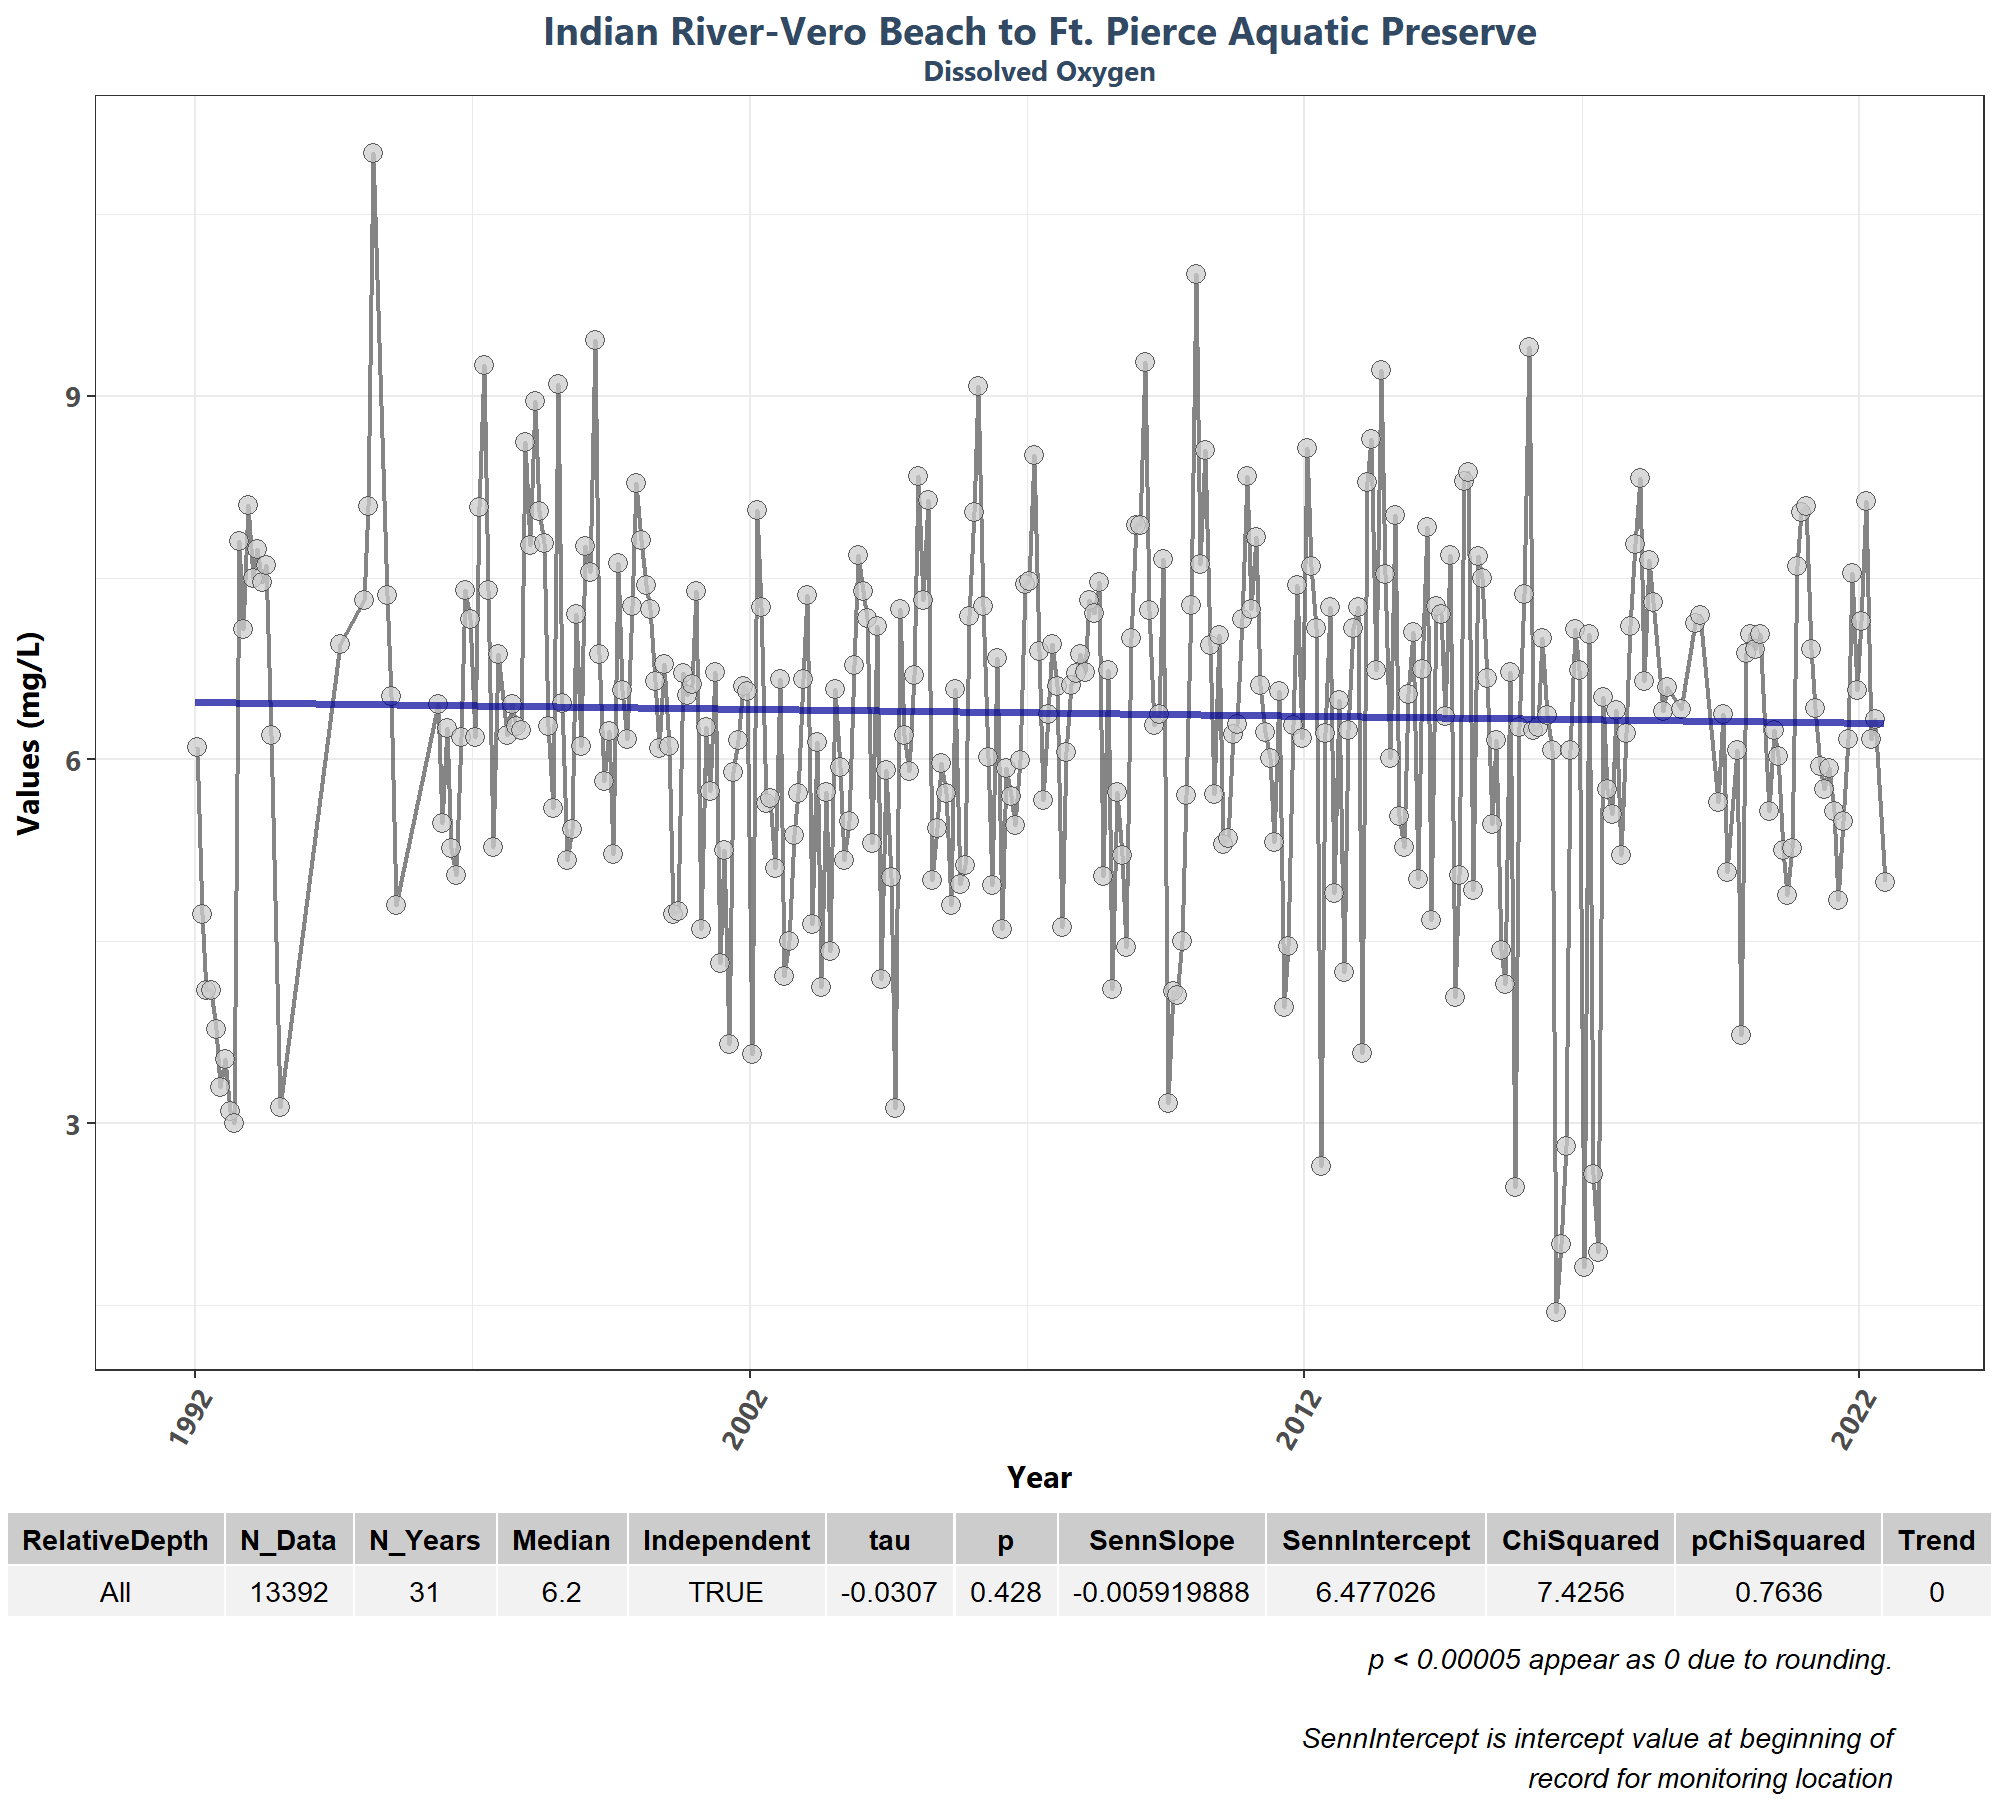 Indian River-Vero Beach to Ft. Pierce Aquatic Preserve
Dissolved Oxygen
Values (mg/L)
9
6
3
1992 2002 2012 2022
Year
RelativeDepth N_Data N_Years Median Independent tau p SennSlope SennIntercept ChiSquared pChiSquared Trend
All 13392 31 6.2 TRUE -0.0307 0.428 -0.005919888 6.477026 7.4256 0.7636 0
p < 0.00005 appear as 0 due to rounding.
SennIntercept is intercept value at beginning of
record for monitoring location